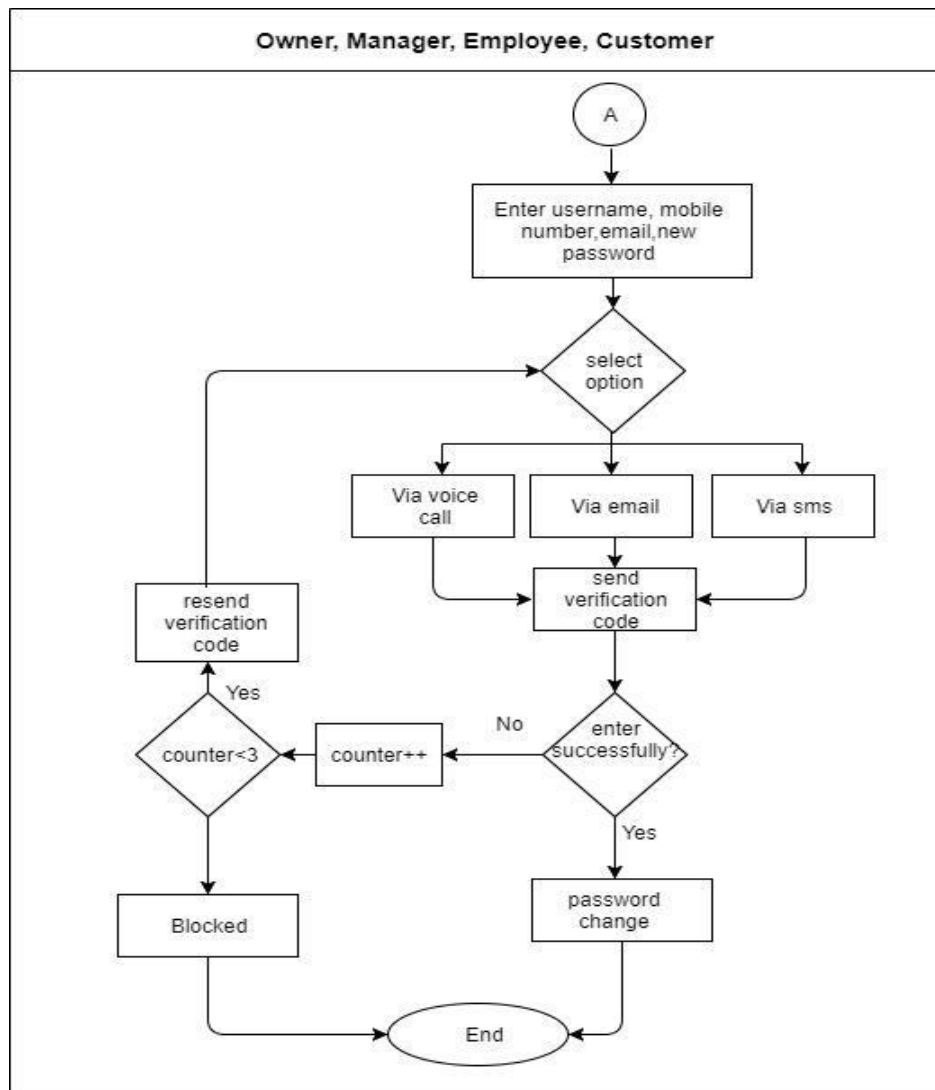 Owner, Manager, Employee, Customer
A
Enter username, mobile
number,email,new
password
select
option
Via voice
call
Via email
Via sms
send
verification
code
resend
verification
code
Yes
No
enter
successfully?
counter++
counter<3
Yes
Blocked
password
change
End